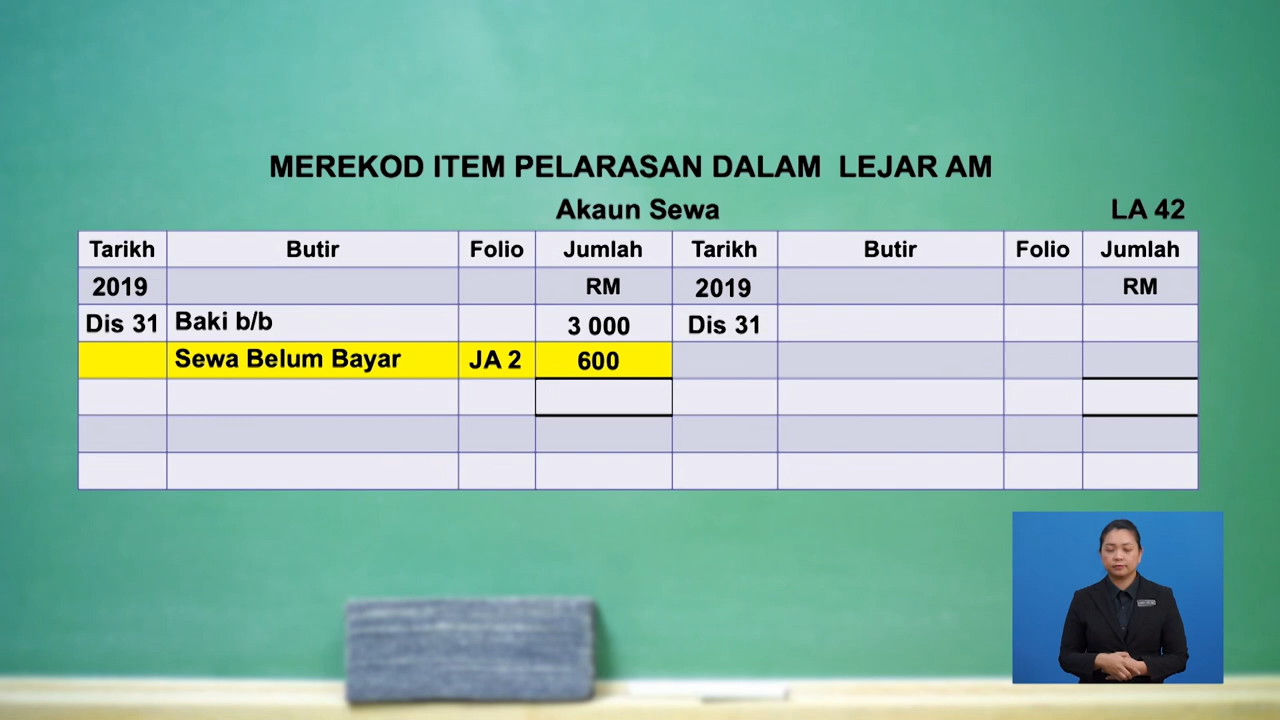 MEREKOD ITEM PELARASAN DALAM LEJAR AM
Akaun Sewa LA 42
Tarikh Butir Folio Jumlah Tarikh Butir Folio Jumlah
2019 RM 2019 RM
Dis 31 Baki b/b 3 000 Dis 31
Sewa Belum Bayar JA 2 600